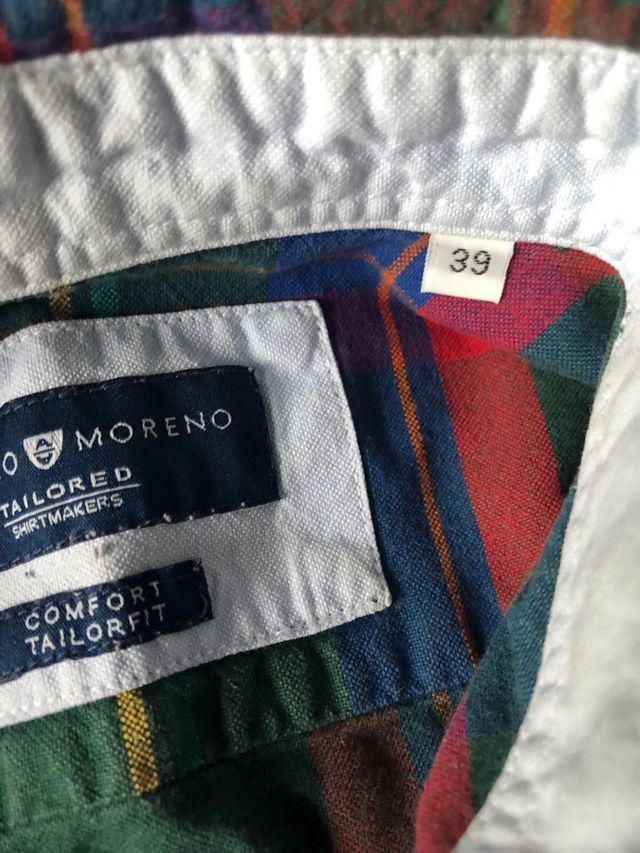 39
O MORENO
TAILORED
SHIRTMAKERS
COMFORT
TAILORFIT